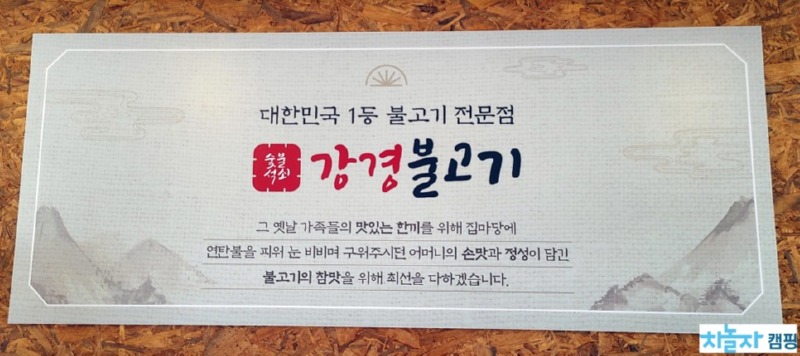 대한민국 1등 불고기 전문점
숯불
석쇠
강경불고기
그 옛날 가족들의 맛있는 한끼를 위해 집마당에
연탄불을 피워 눈 비비며 구워주시던 어머니의 손맛과 정성이 담긴
불고기의 참맛을 위해 최선을 다하겠습니다.
차놀자 캠핑